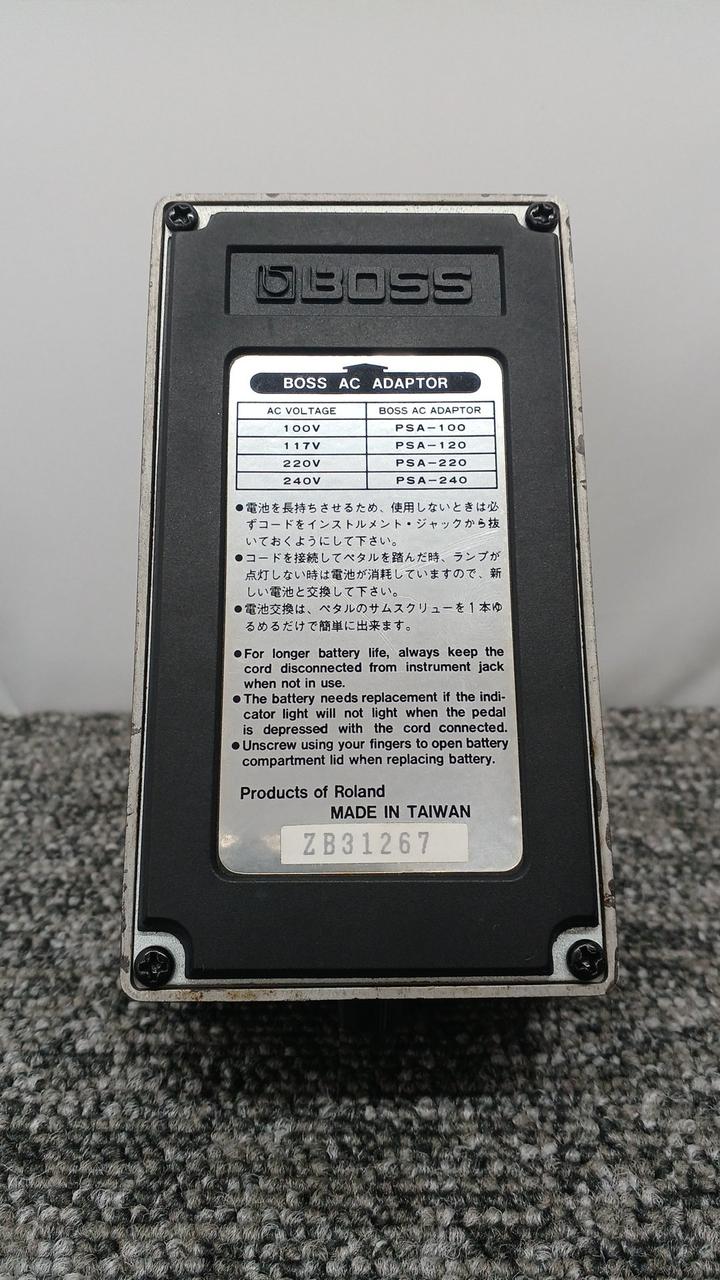 BOSS
BOSS AC ADAPTOR
AC VOLTAGE BOSS AC ADAPTOR
100V PSA-100
117V PSA-120
220V PSA-220
240V PSA-240
●電池を長持ちさせるため、使用しないときは必
ずコードをインストルメント・ジャックから抜
いておくようにして下さい。
●コードを接続してペタルを踏んだ時、ランプが
点灯しない時は電池が消耗していますので、新
しい電池と交換して下さい。
●電池交換は、ペタルのサムスクリューを1本ゆ
るめるだけで簡単に出来ます。
●For longer battery life, always keep the
cord disconnected from instrument jack
when not in use.
●The battery needs replacement if the indi-
cator light will not light when the pedal
is depressed with the cord connected.
●Unscrew using your fingers to open battery
compartment lid when replacing battery.
Products of Roland
MADE IN TAIWAN
ZB31267